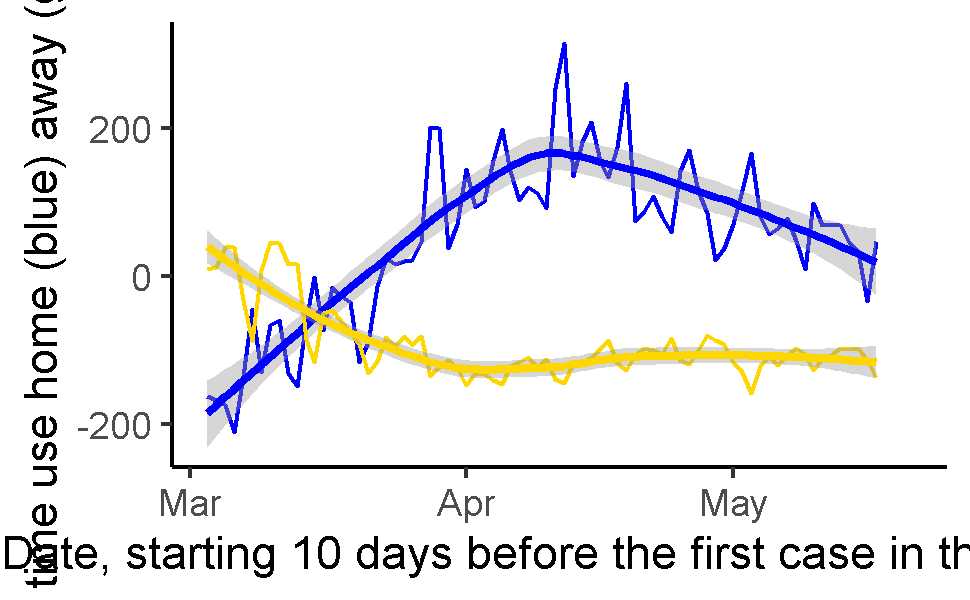 time use home (blue) away (
200
0
-200
Mar Apr May
Date, starting 10 days before the first case in th